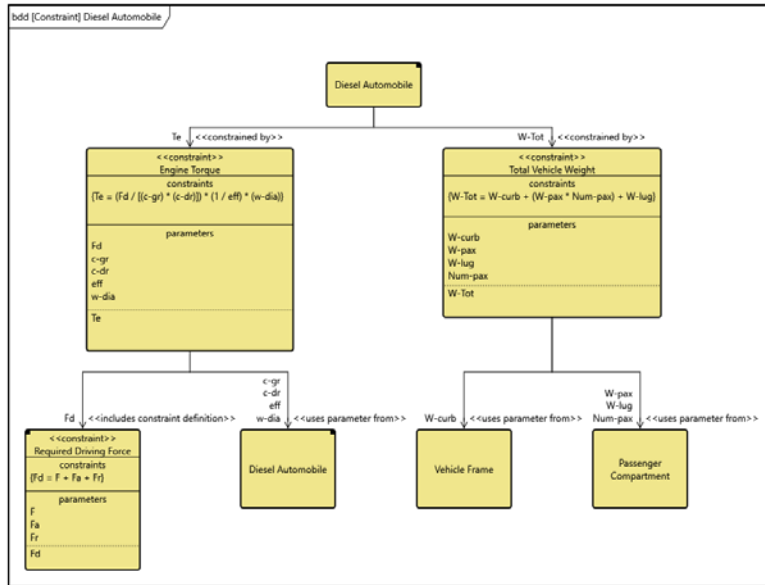 bdd [Constraint] Diesel Automobile
Diesel Automobile
Te <<constrained by>>
W-Tot <<constrained by>>
<<constraint>>
Engine Torque
constraints
{Te = (Fd / [(c-gr) * (c-dr)]) * (1 / eff) * (w-dia)}
parameters
Fd
c-gr
c-dr
eff
w-dia
Te
<<constraint>>
Total Vehicle Weight
constraints
{W-Tot = W-curb + (W-pax * Num-pax) + W-lug}
parameters
W-curb
W-pax
W-lug
Num-pax
W-Tot
Fd <<includes constraint definition>>
c-gr
c-dr
eff
w-dia <<uses parameter from>>
W-curb <<uses parameter from>>
W-pax
W-lug
Num-pax <<uses parameter from>>
<<constraint>>
Required Driving Force
constraints
{Fd = F + Fa + Fr}
parameters
F
Fa
Fr
Fd
Diesel Automobile
Vehicle Frame
Passenger
Compartment